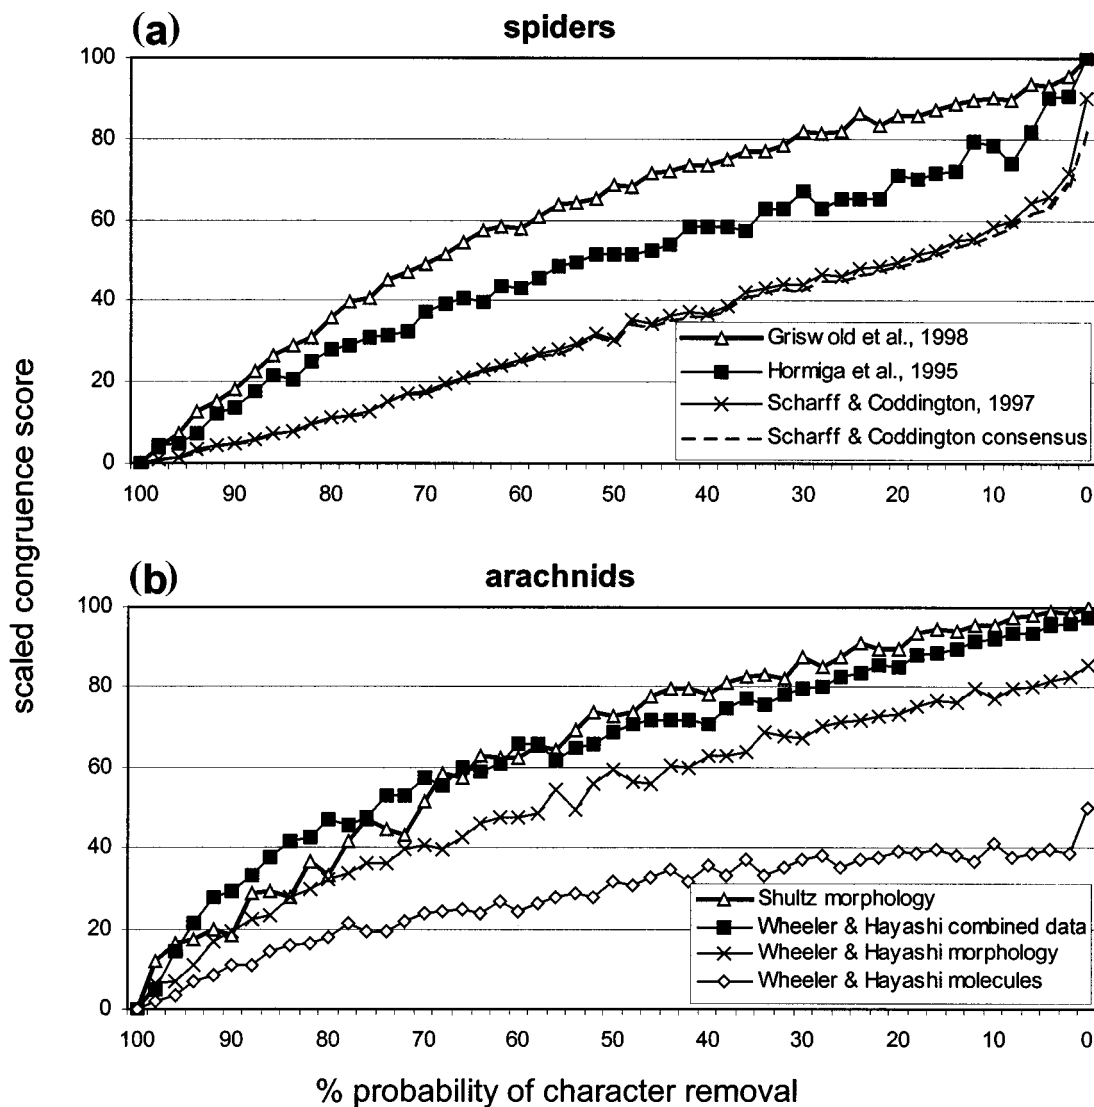 (a) spiders
100
80
60
40
20
0
Griswold et al., 1998
Hormiga et al., 1995
Scharff & Coddington, 1997
Scharff & Coddington consensus
100 90 80 70 60 50 40 30 20 10 0
scaled congruence score
(b) arachnids
100
80
60
40
20
0
Shultz morphology
Wheeler & Hayashi combined data
Wheeler & Hayashi morphology
Wheeler & Hayashi molecules
100 90 80 70 60 50 40 30 20 10 0
% probability of character removal